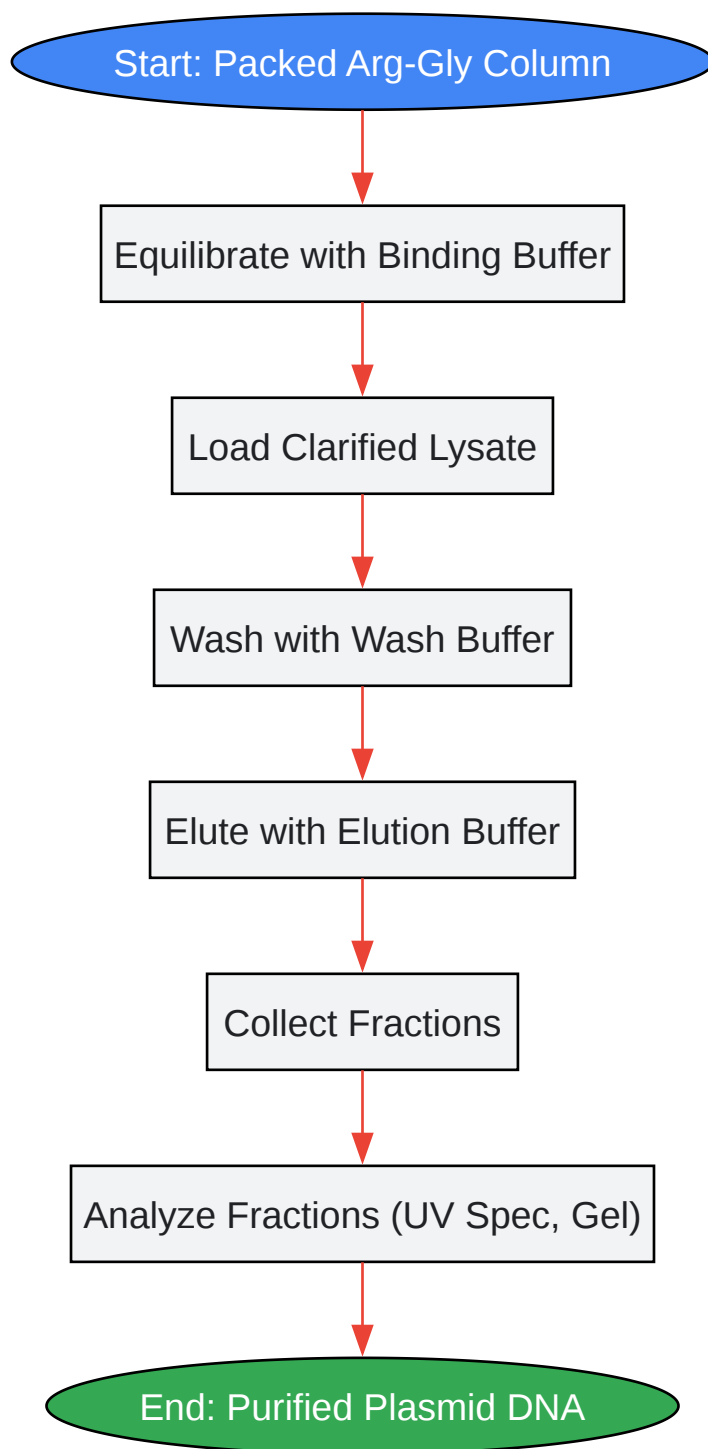 Start: Packed Arg-Gly Column
Equilibrate with Binding Buffer
Load Clarified Lysate
Wash with Wash Buffer
Elute with Elution Buffer
Collect Fractions
Analyze Fractions (UV Spec, Gel)
End: Purified Plasmid DNA